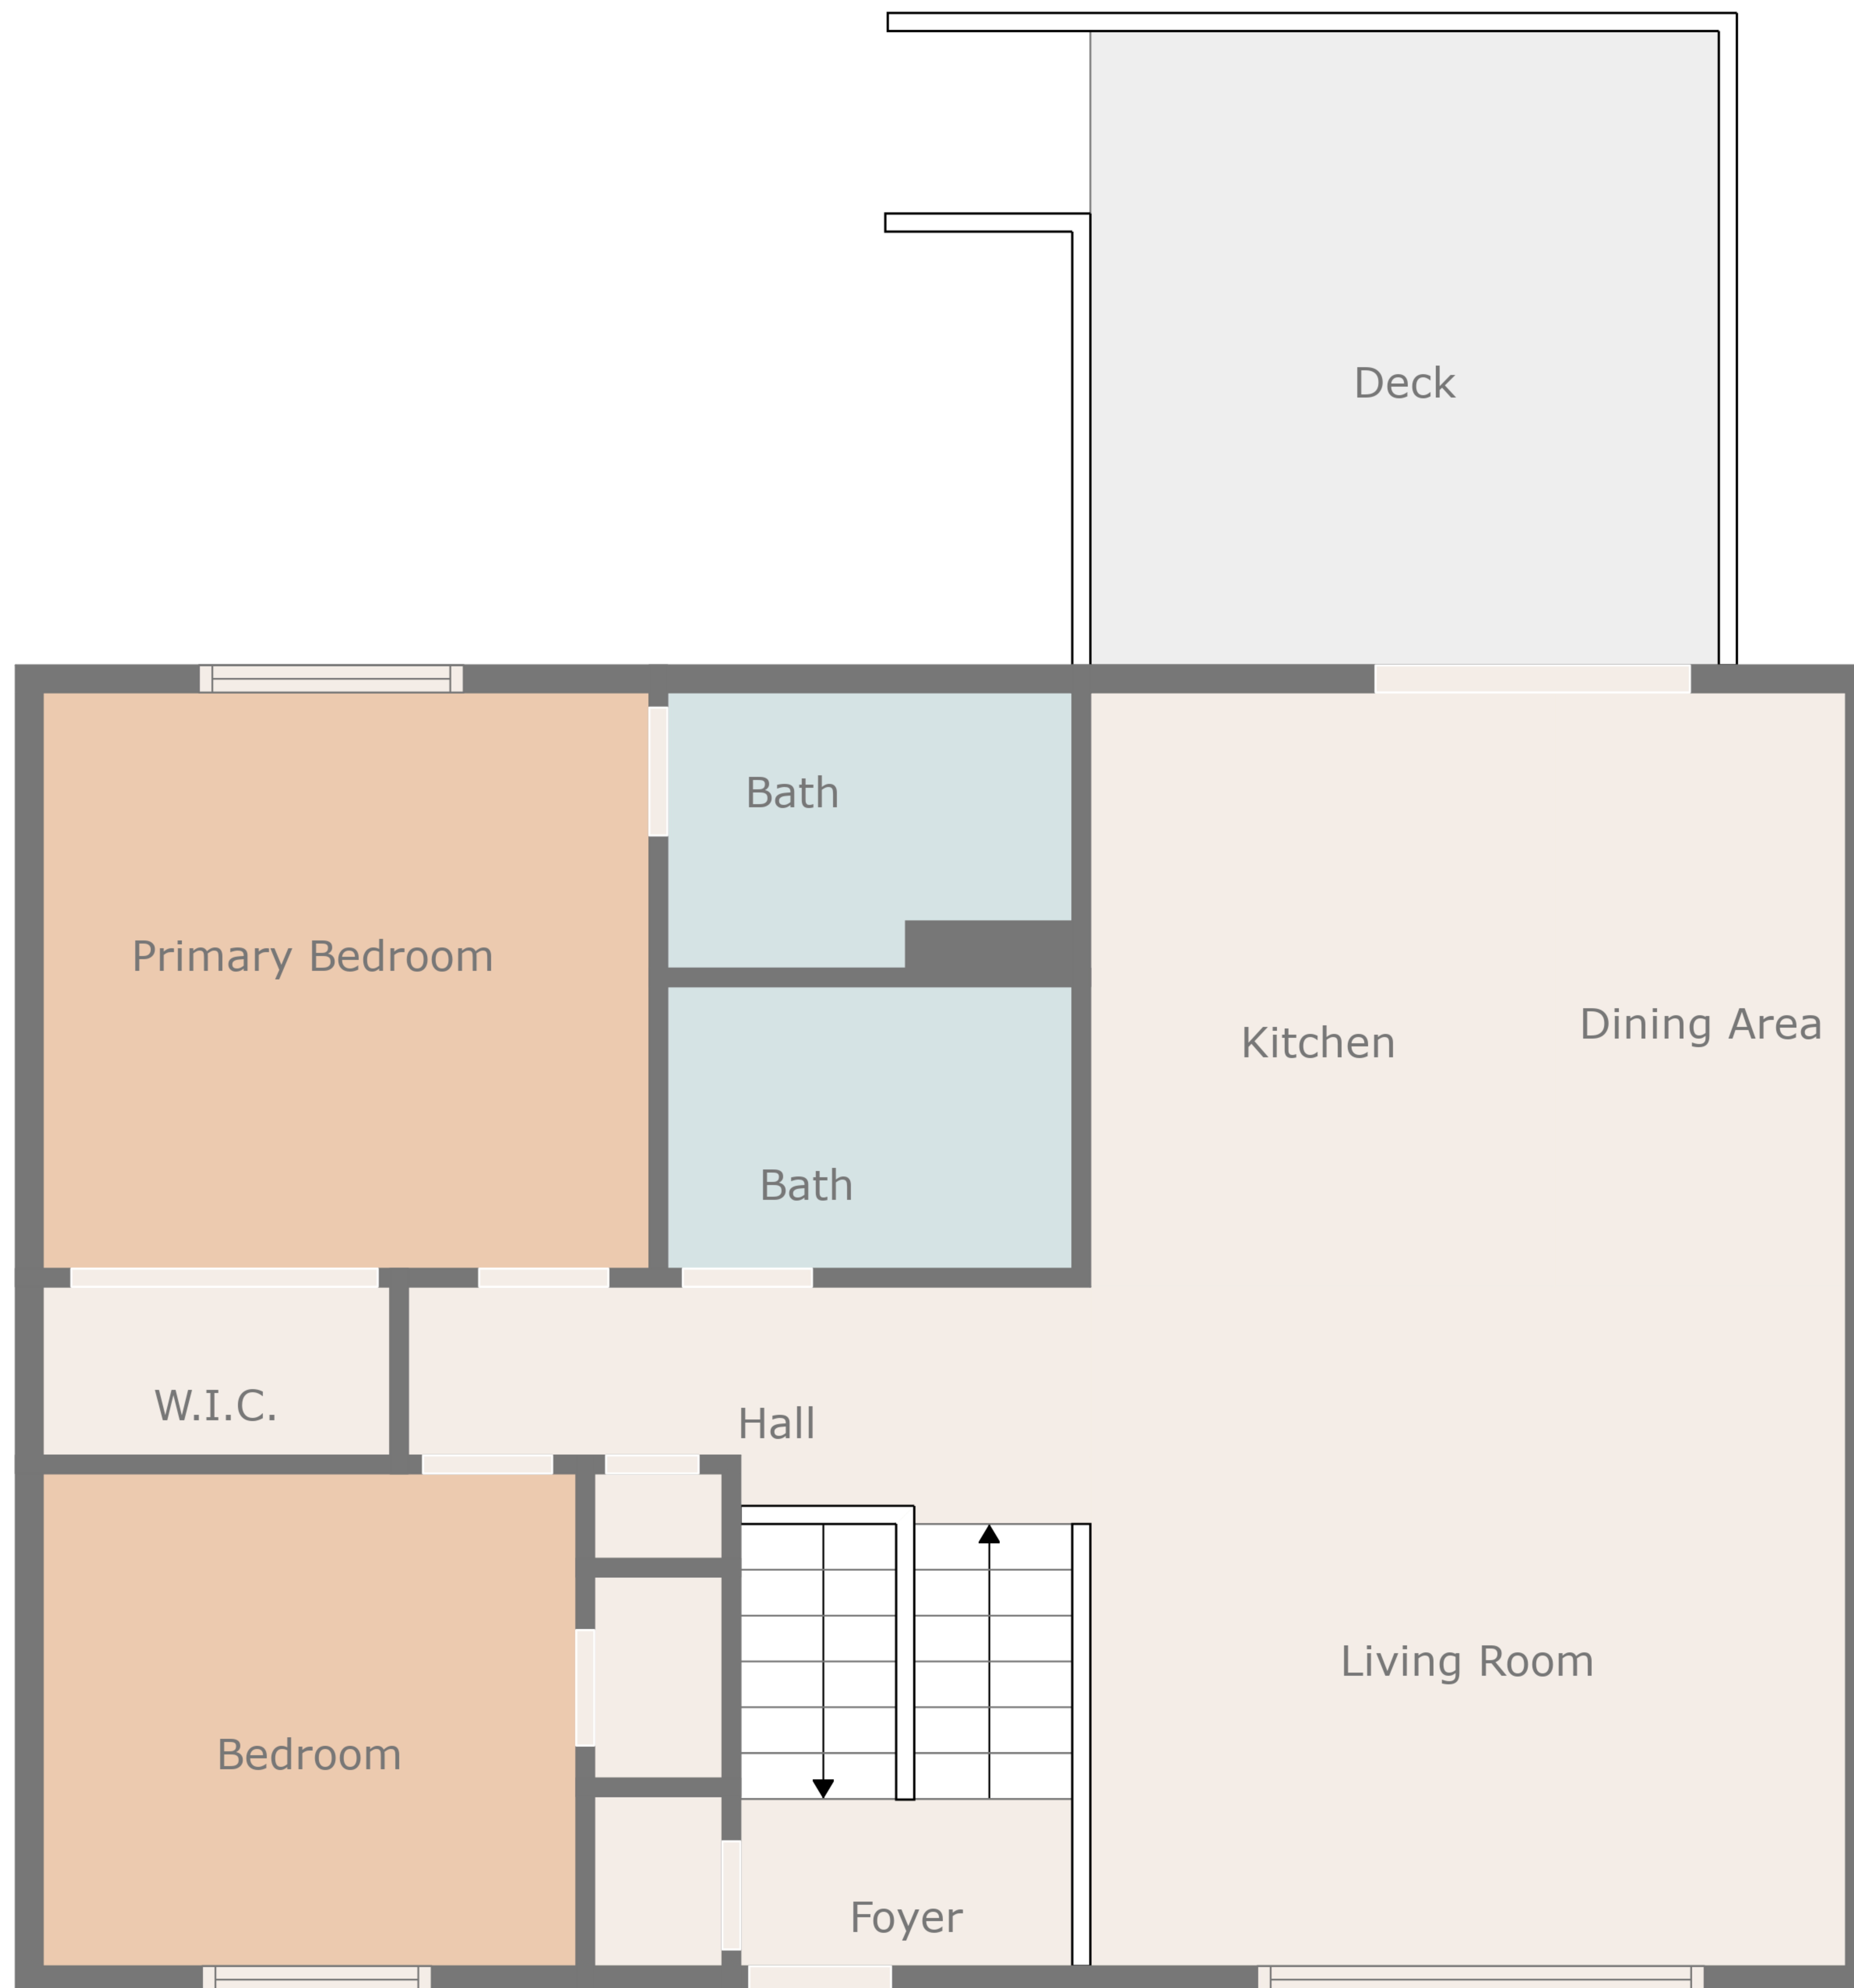 Deck
Bath
Primary Bedroom
Kitchen
Dining Area
Bath
W.I.C.
Hall
Living Room
Bedroom
Foyer